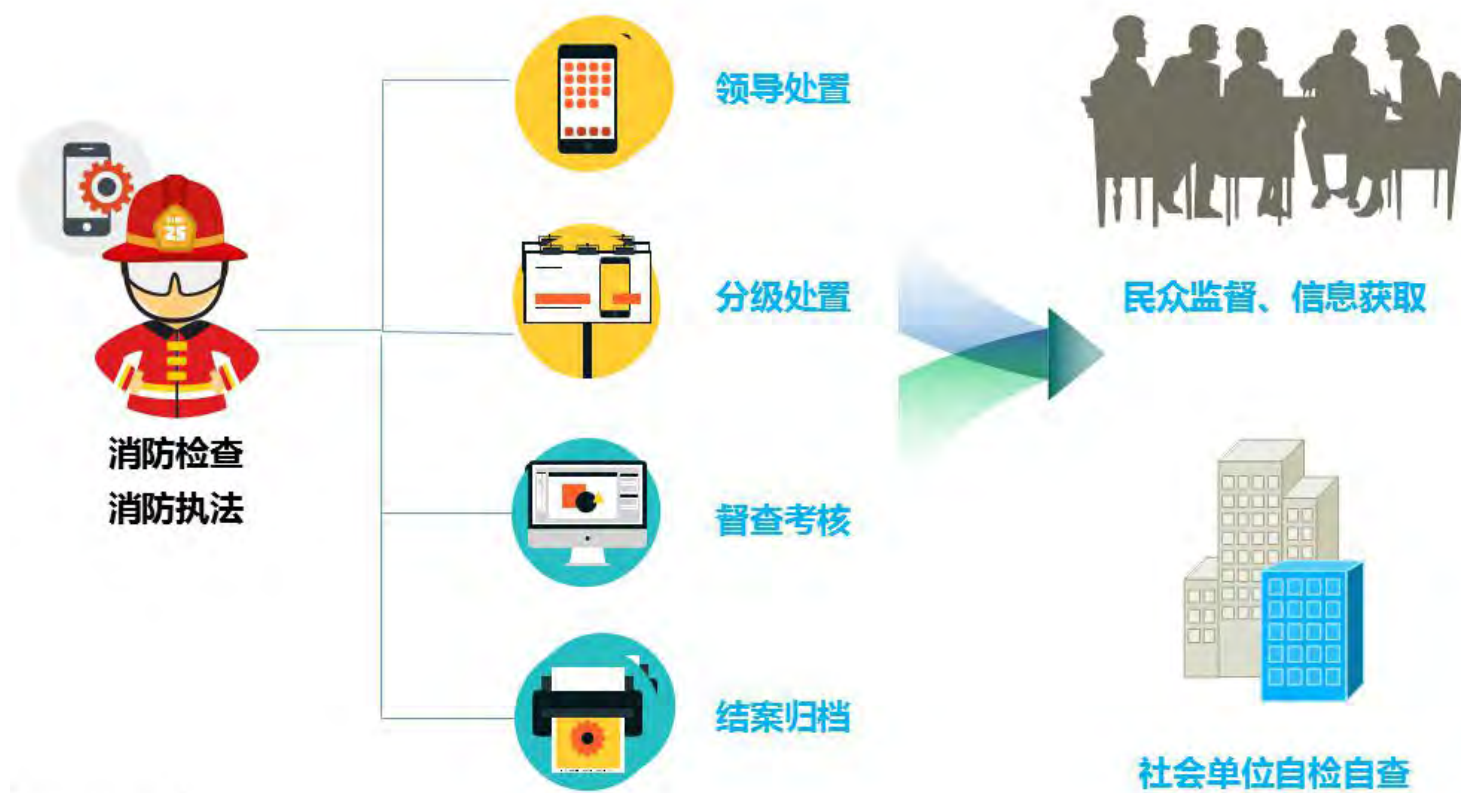 领导处置
25
分级处置
民众监督、信息获取
消防检查
消防执法
督查考核
结案归档
社会单位自检自查